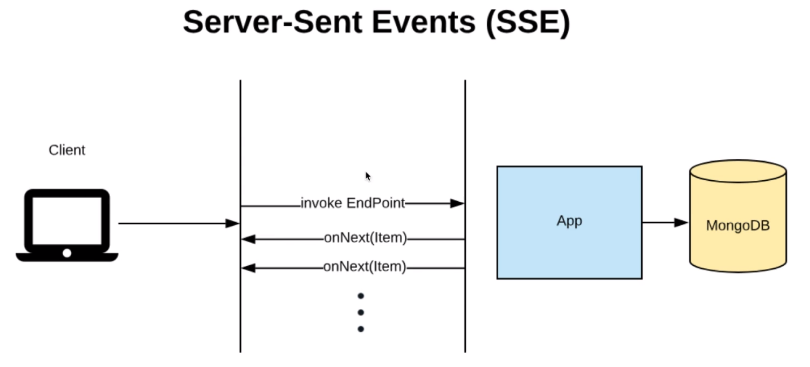 Server-Sent Events (SSE)
Client
invoke EndPoint
onNext(Item)
onNext(Item)
App
MongoDB